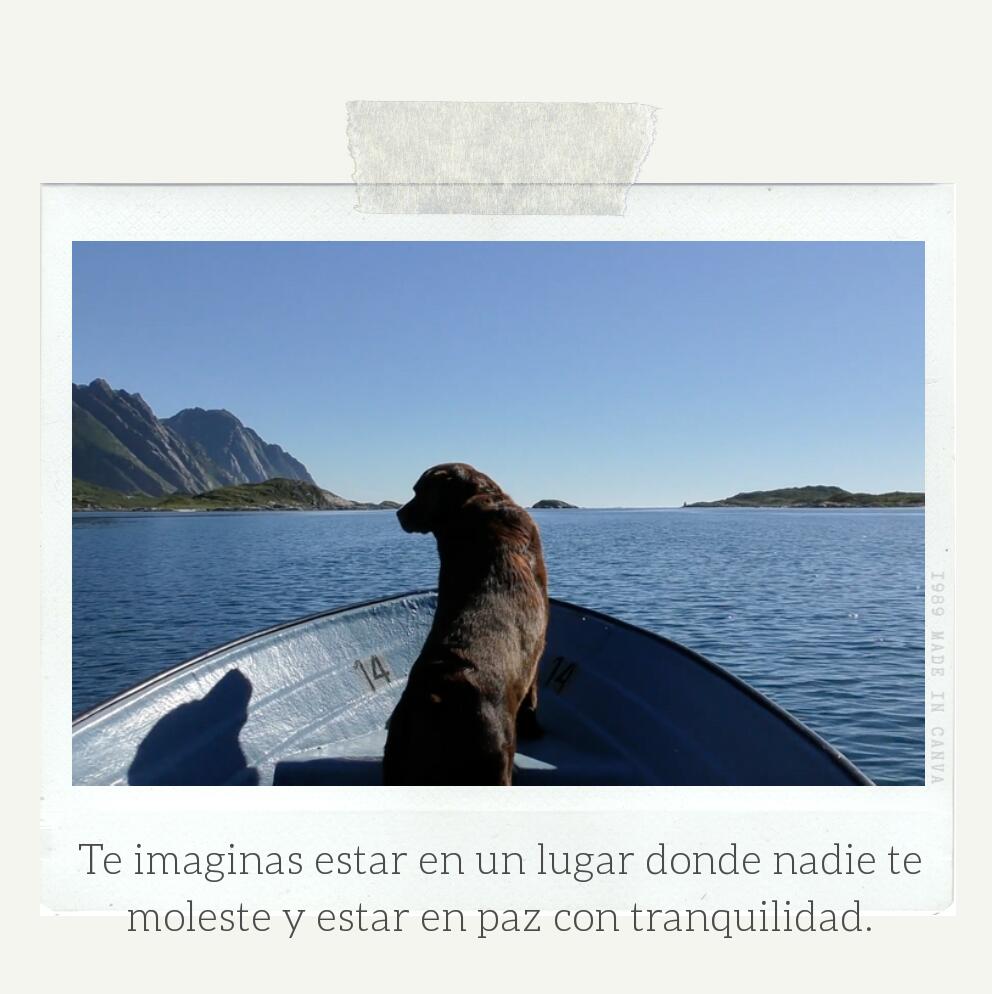 14 14
1989 MADE IN CANVA
Te imaginas estar en un lugar donde nadie te
moleste y estar en paz con tranquilidad.